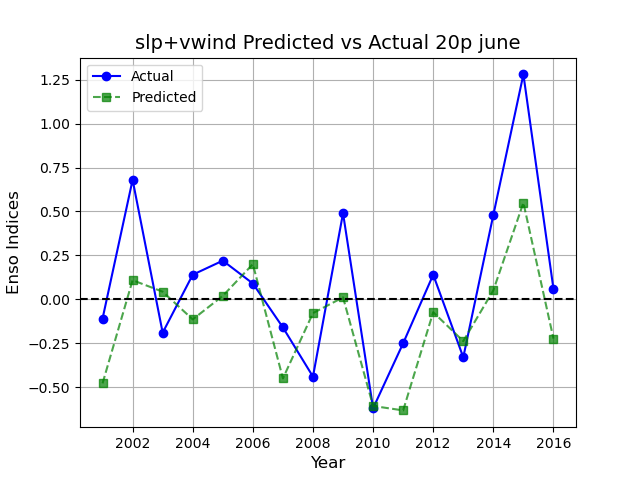 slp+vwind Predicted vs Actual 20p june
Actual
Predicted
1.25
1.00
0.75
0.50
0.25
0.00
−0.25
−0.50
Enso Indices
2002 2004 2006 2008 2010 2012 2014 2016
Year